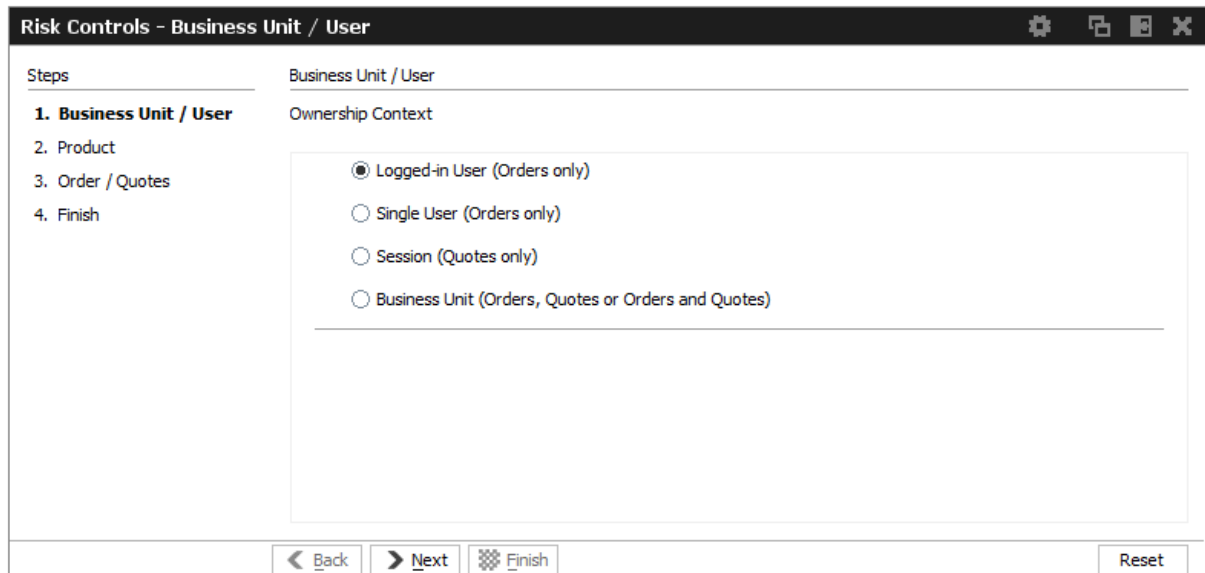 Risk Controls - Business Unit / User
Steps
1. Business Unit / User
2. Product
3. Order / Quotes
4. Finish
Business Unit / User
Ownership Context
Logged-in User (Orders only)
Single User (Orders only)
Session (Quotes only)
Business Unit (Orders, Quotes or Orders and Quotes)
Back Next Finish Reset